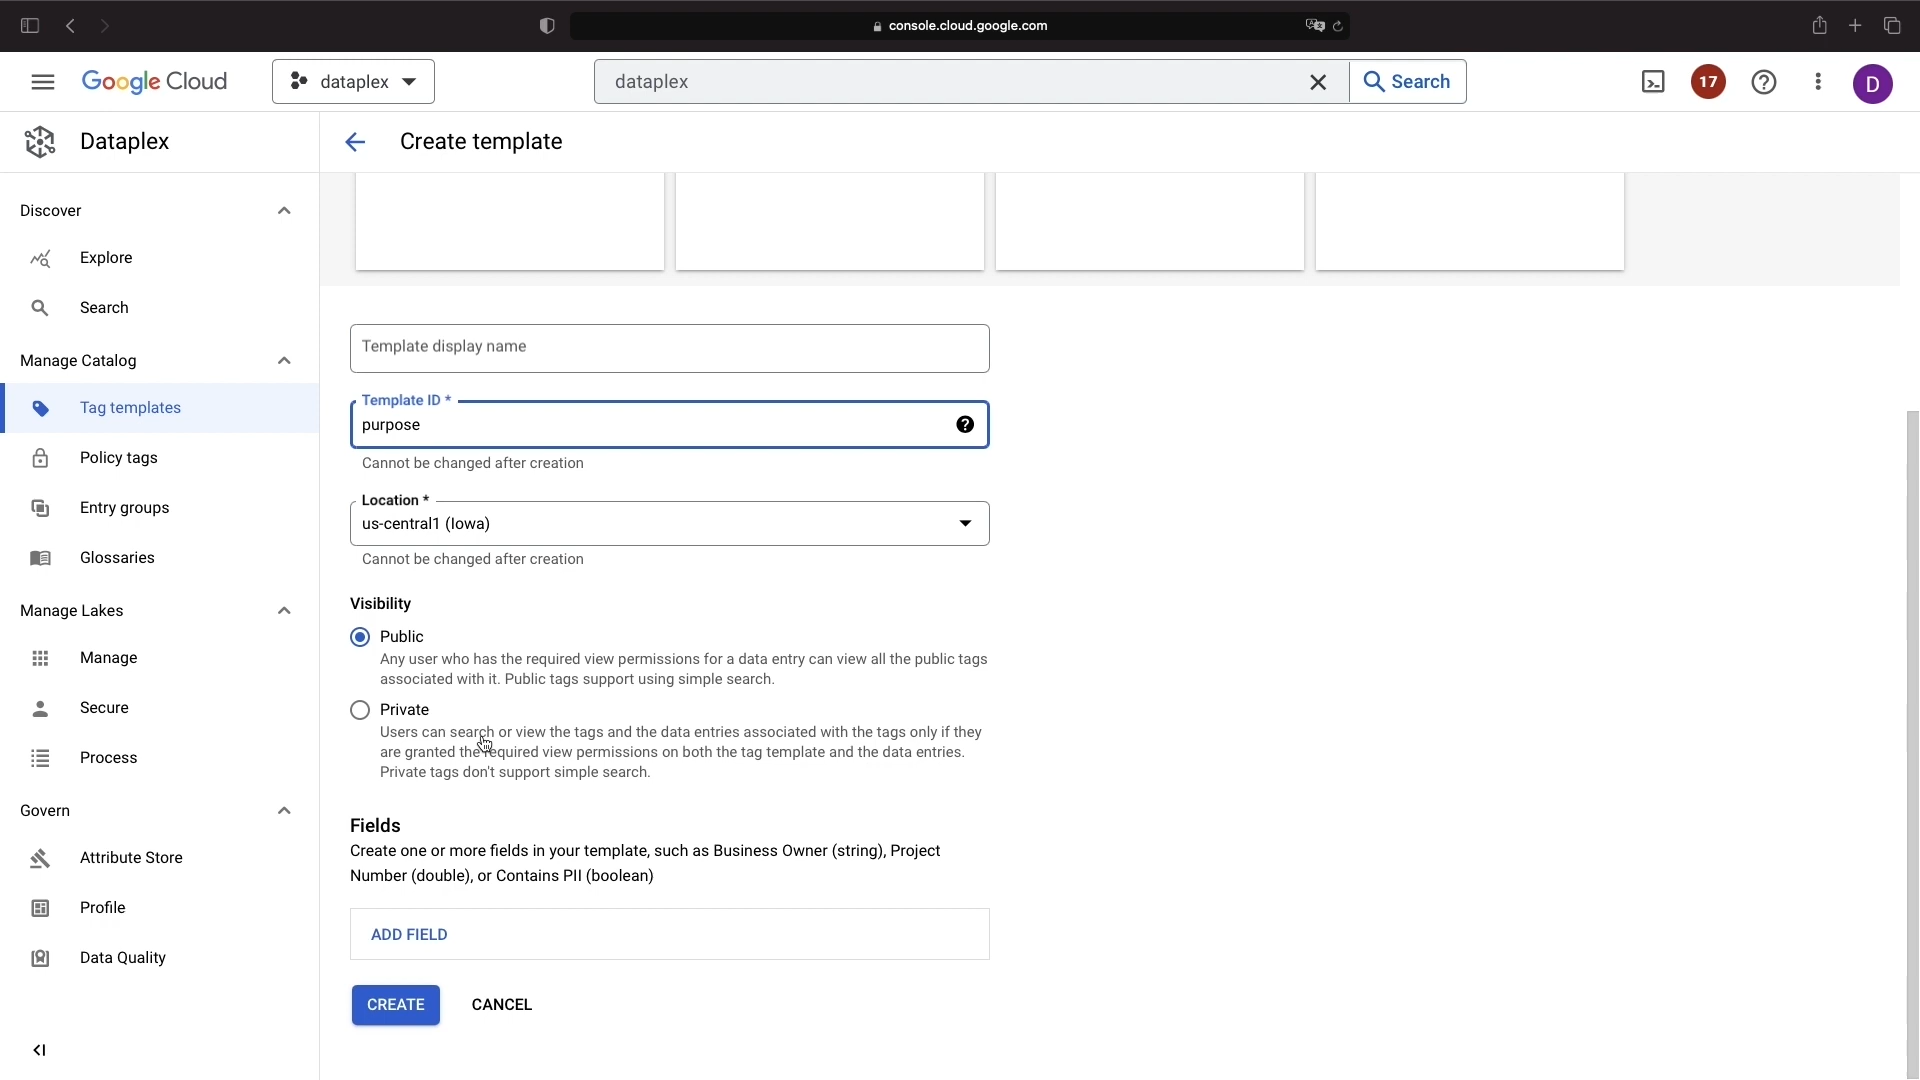 console.cloud.google.com
Google Cloud
dataplex
dataplex
Search
17
D
Dataplex
Create template
Discover
Explore
Search
Manage Catalog
Tag templates
Policy tags
Entry groups
Glossaries
Manage Lakes
Manage
Secure
Process
Govern
Attribute Store
Profile
Data Quality
Template display name
Template ID *
purpose
Cannot be changed after creation
Location *
us-central1 (Iowa)
Cannot be changed after creation
Visibility
Public
Any user who has the required view permissions for a data entry can view all the public tags
associated with it. Public tags support using simple search.
Private
Users can search or view the tags and the data entries associated with the tags only if they
are granted the required view permissions on both the tag template and the data entries.
Private tags don't support simple search.
Fields
Create one or more fields in your template, such as Business Owner (string), Project
Number (double), or Contains PII (boolean)
ADD FIELD
CREATE
CANCEL